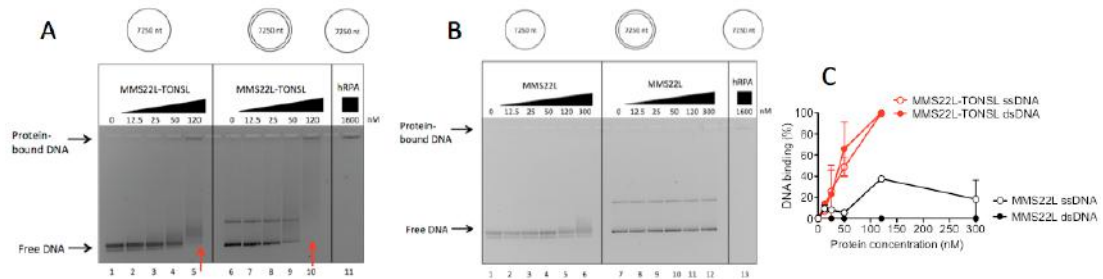 A
7250 nt
7250 nt
7250 nt
MMS22L-TONSL
MMS22L-TONSL
hRPA
0 12.5 25 50 120
0 12.5 25 50 120
1600 nM
Protein-
bound DNA
Free DNA
1 2 3 4 5 6 7 8 9 10 11
B
7250 nt
7250 nt
7250 nt
MMS22L
MMS22L
hRPA
0 12.5 25 50 120 300
0 12.5 25 50 120 300
1600 nM
Protein-
bound DNA
Free DNA
1 2 3 4 5 6 7 8 9 10 11 12 13
C
MMS22L-TONSL ssDNA
MMS22L-TONSL dsDNA
MMS22L ssDNA
MMS22L dsDNA
DNA binding (%)
100
80
60
40
20
0
0 50 100 150 200 250 300
Protein concentration (nM)